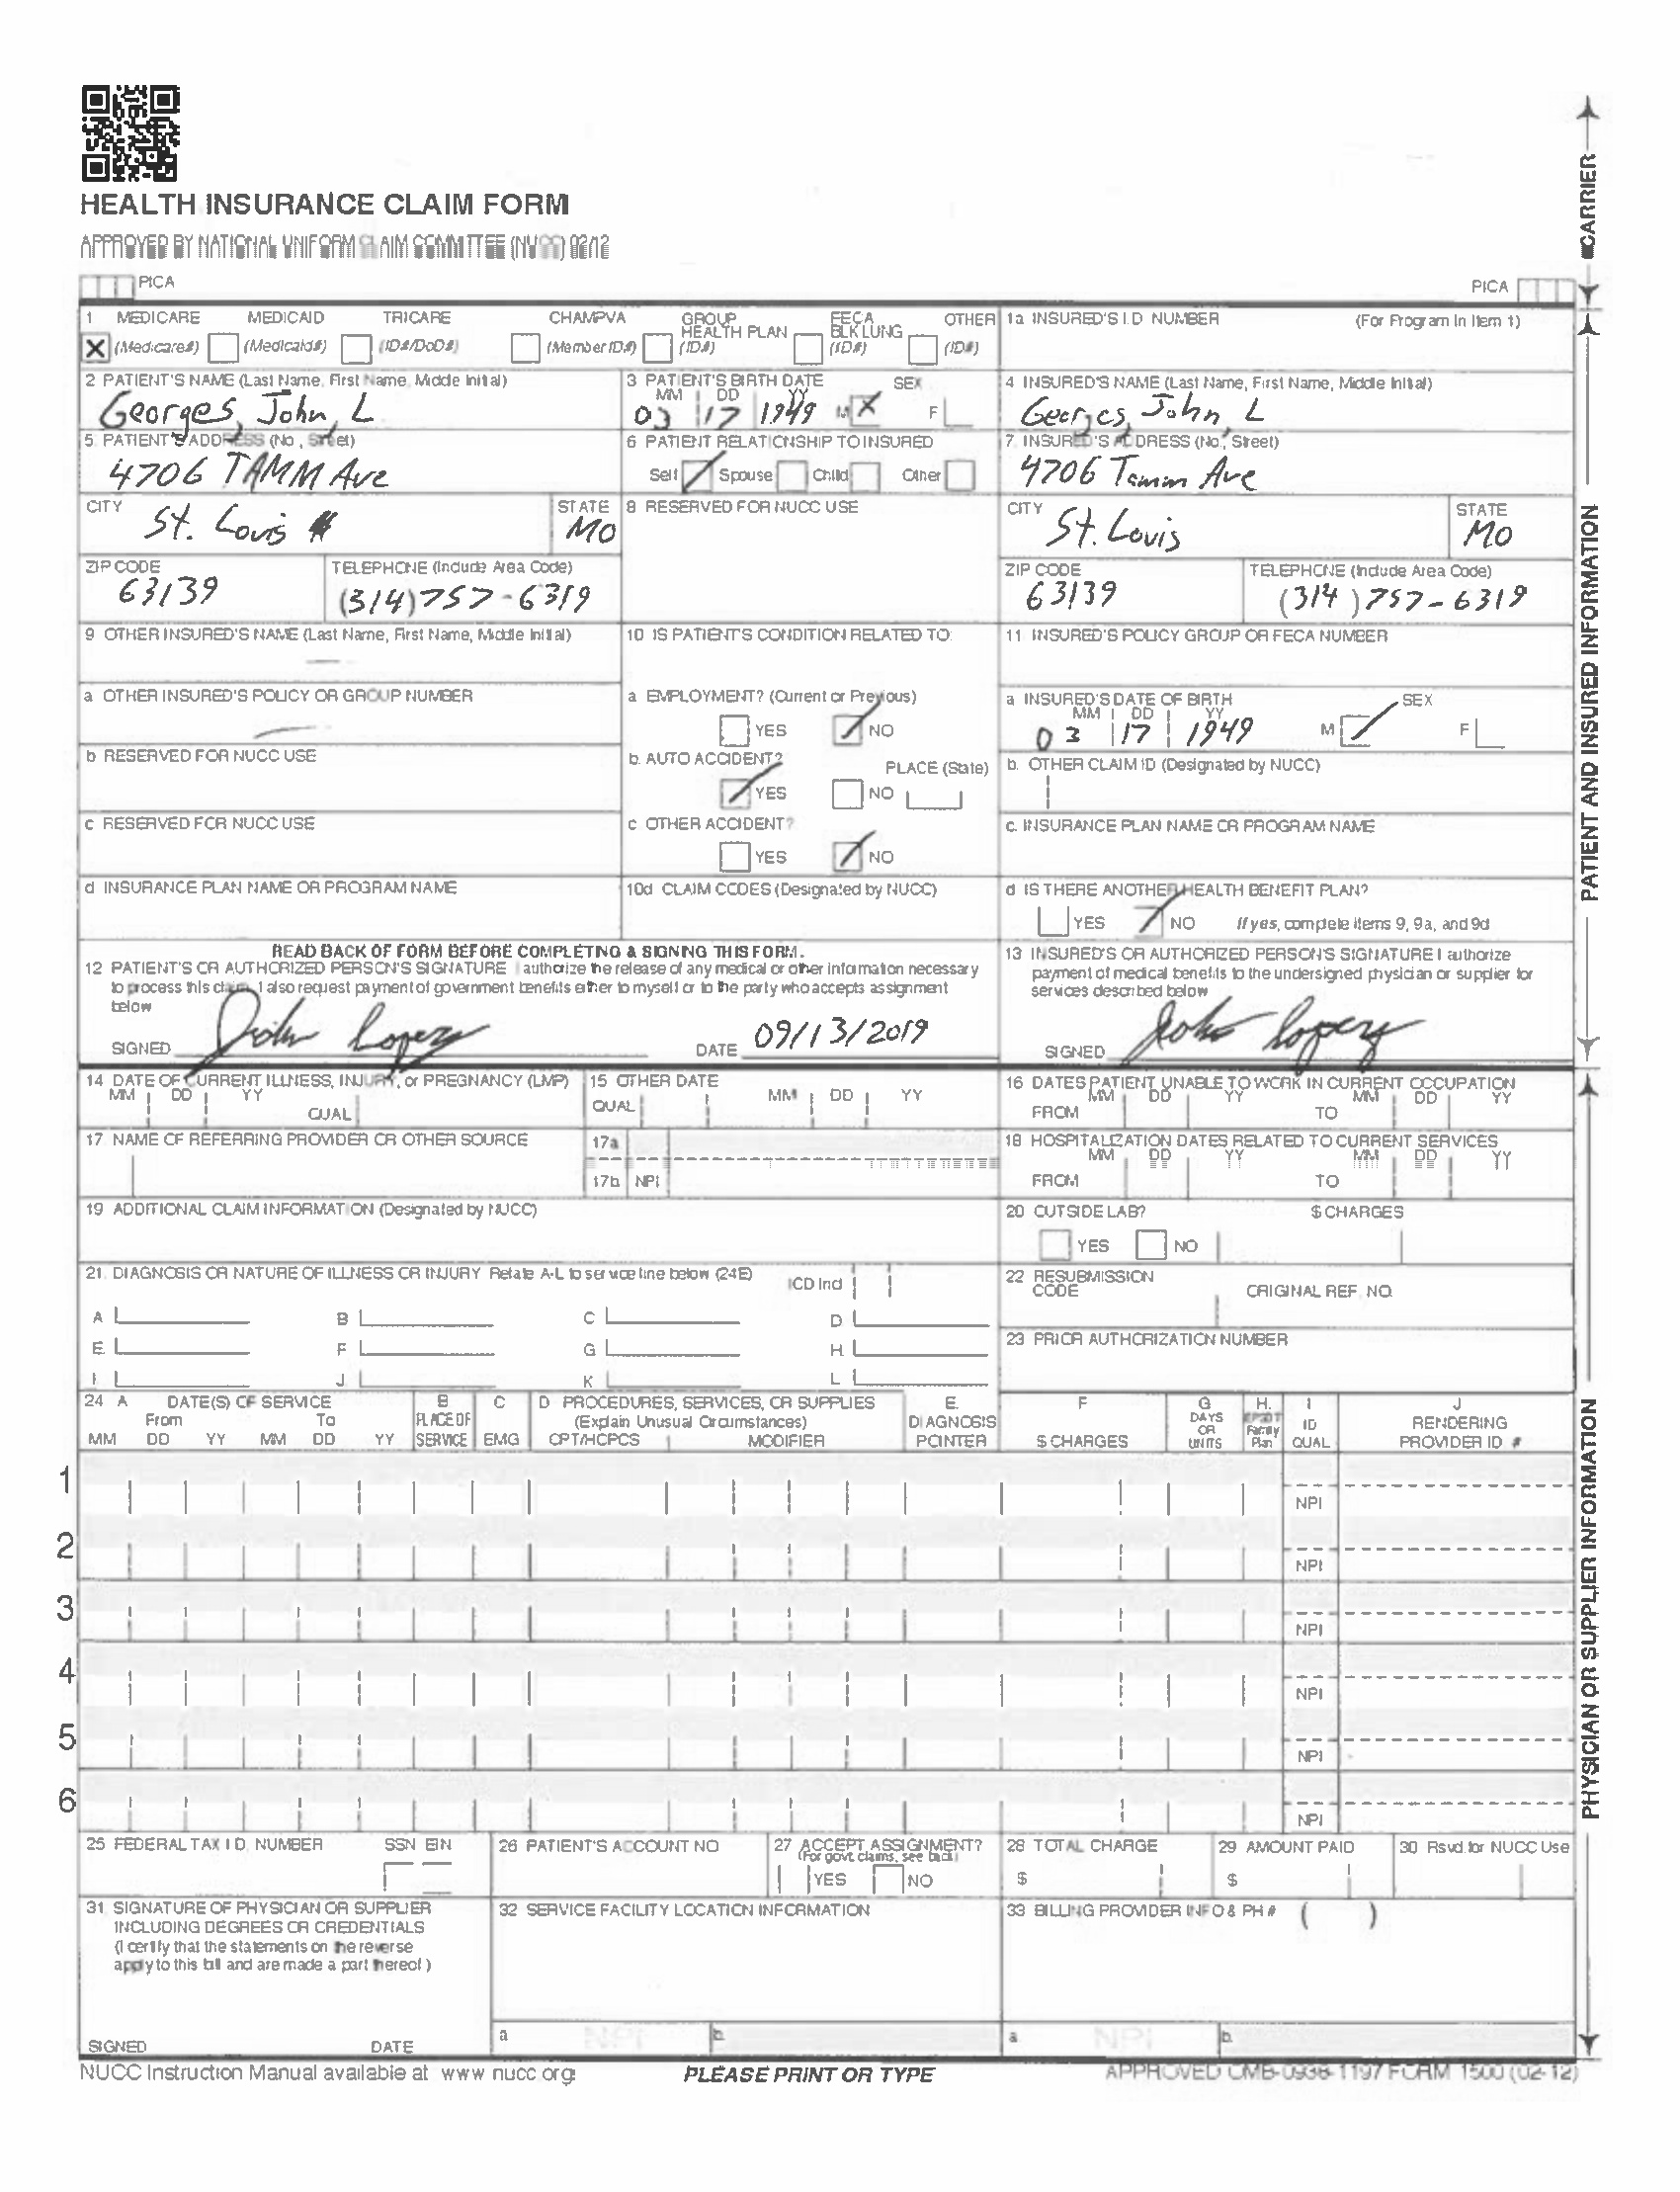 HEALTH INSURANCE CLAIM FORM
APPROVED BY NATIONAL UNIFORM CLAIM COMMITTEE (NUCC) 02/12
PICA
PICA
CARRIER
1 MEDICARE MEDICAID TRICARE CHAMPVA GROUP HEALTH PLAN FECA BLK LUNG OTHER
X (Medicare#) (Medicaid#) (ID#/DoD#) (Member ID#) (ID#) (ID#) (ID#)
1a INSURED'S I.D NUMBER (For Program In Item 1)
2 PATIENT'S NAME (Last Name, First Name, Middle Initial)
Georges, John, L
3 PATIENT'S BIRTH DATE SEX
MM DD YY
03 17 1949 M X F
4 INSURED'S NAME (Last Name, First Name, Middle Initial)
Georges, John, L
5. PATIENT'S ADDRESS (No., Street)
4706 TAMM Ave
6 PATIENT RELATIONSHIP TO INSURED
Self Spouse Child Other
7. INSURED'S ADDRESS (No., Street)
4706 Tamm Ave
CITY STATE
St. Louis MO
8 RESERVED FOR NUCC USE
CITY STATE
St. Louis MO
ZIP CODE TELEPHONE (Include Area Code)
63139 (314) 757-6319
ZIP CODE TELEPHONE (Include Area Code)
63139 (314) 757-6319
9 OTHER INSURED'S NAME (Last Name, First Name, Middle Initial)
10 IS PATIENT'S CONDITION RELATED TO:
11 INSURED'S POLICY GROUP OR FECA NUMBER
a OTHER INSURED'S POLICY OR GROUP NUMBER
a EMPLOYMENT? (Current or Previous)
YES NO
a INSURED'S DATE OF BIRTH SEX
MM DD YY
03 17 1949 M F
b RESERVED FOR NUCC USE
b. AUTO ACCIDENT? PLACE (State)
YES NO
b. OTHER CLAIM ID (Designated by NUCC)
c RESERVED FOR NUCC USE
c OTHER ACCIDENT?
YES NO
c. INSURANCE PLAN NAME OR PROGRAM NAME
d INSURANCE PLAN NAME OR PROGRAM NAME
10d CLAIM CODES (Designated by NUCC)
d IS THERE ANOTHER HEALTH BENEFIT PLAN?
YES NO If yes, complete items 9, 9a, and 9d
PATIENT AND INSURED INFORMATION
READ BACK OF FORM BEFORE COMPLETING & SIGNING THIS FORM.
12 PATIENT'S OR AUTHORIZED PERSON'S SIGNATURE I authorize the release of any medical or other information necessary
to process this claim. I also request payment of government benefits either to myself or to the party who accepts assignment
below
SIGNED John Lopez DATE 09/13/2019
13 INSURED'S OR AUTHORIZED PERSON'S SIGNATURE I authorize
payment of medical benefits to the undersigned physician or supplier for
services described below
SIGNED John Lopez
14 DATE OF CURRENT ILLNESS, INJURY, or PREGNANCY (LMP)
MM DD YY QUAL
15 OTHER DATE
QUAL MM DD YY
16 DATES PATIENT UNABLE TO WORK IN CURRENT OCCUPATION
MM DD YY MM DD YY
FROM TO
17 NAME OF REFERRING PROVIDER OR OTHER SOURCE
17a
17b NPI
18 HOSPITALIZATION DATES RELATED TO CURRENT SERVICES
MM DD YY MM DD YY
FROM TO
19 ADDITIONAL CLAIM INFORMATION (Designated by NUCC)
20 OUTSIDE LAB? $ CHARGES
YES NO
21. DIAGNOSIS OR NATURE OF ILLNESS OR INJURY Relate A-L to service line below (24E) ICD Ind
A B C D
E. F G H.
I. J K L
22 RESUBMISSION
CODE ORIGINAL REF. NO.
23 PRIOR AUTHORIZATION NUMBER
24 A DATE(S) OF SERVICE B C D PROCEDURES, SERVICES, OR SUPPLIES E. F G H. I J
From To PLACE OF (Explain Unusual Circumstances) DIAGNOSIS DAYS OR EPSDT Family ID RENDERING
MM DD YY MM DD YY SERVICE EMG CPT/HCPCS MODIFIER POINTER $ CHARGES UNITS Plan QUAL PROVIDER ID #
1 NPI
2 NPI
3 NPI
4 NPI
5 NPI
6 NPI
PHYSICIAN OR SUPPLIER INFORMATION
25 FEDERAL TAX I.D. NUMBER SSN EIN
26 PATIENT'S ACCOUNT NO
27 ACCEPT ASSIGNMENT?
(For govt. claims, see back)
YES NO
28 TOTAL CHARGE
$
29 AMOUNT PAID
$
30 Rsvd. for NUCC Use
31 SIGNATURE OF PHYSICIAN OR SUPPLIER
INCLUDING DEGREES OR CREDENTIALS
(I certify that the statements on the reverse
apply to this bill and are made a part thereof.)
SIGNED DATE
32 SERVICE FACILITY LOCATION INFORMATION
a NPI b.
33 BILLING PROVIDER INFO & PH # ( )
a NPI b.
NUCC Instruction Manual available at www nucc.org
PLEASE PRINT OR TYPE
APPROVED OMB-0938-1197 FORM 1500 (02-12)